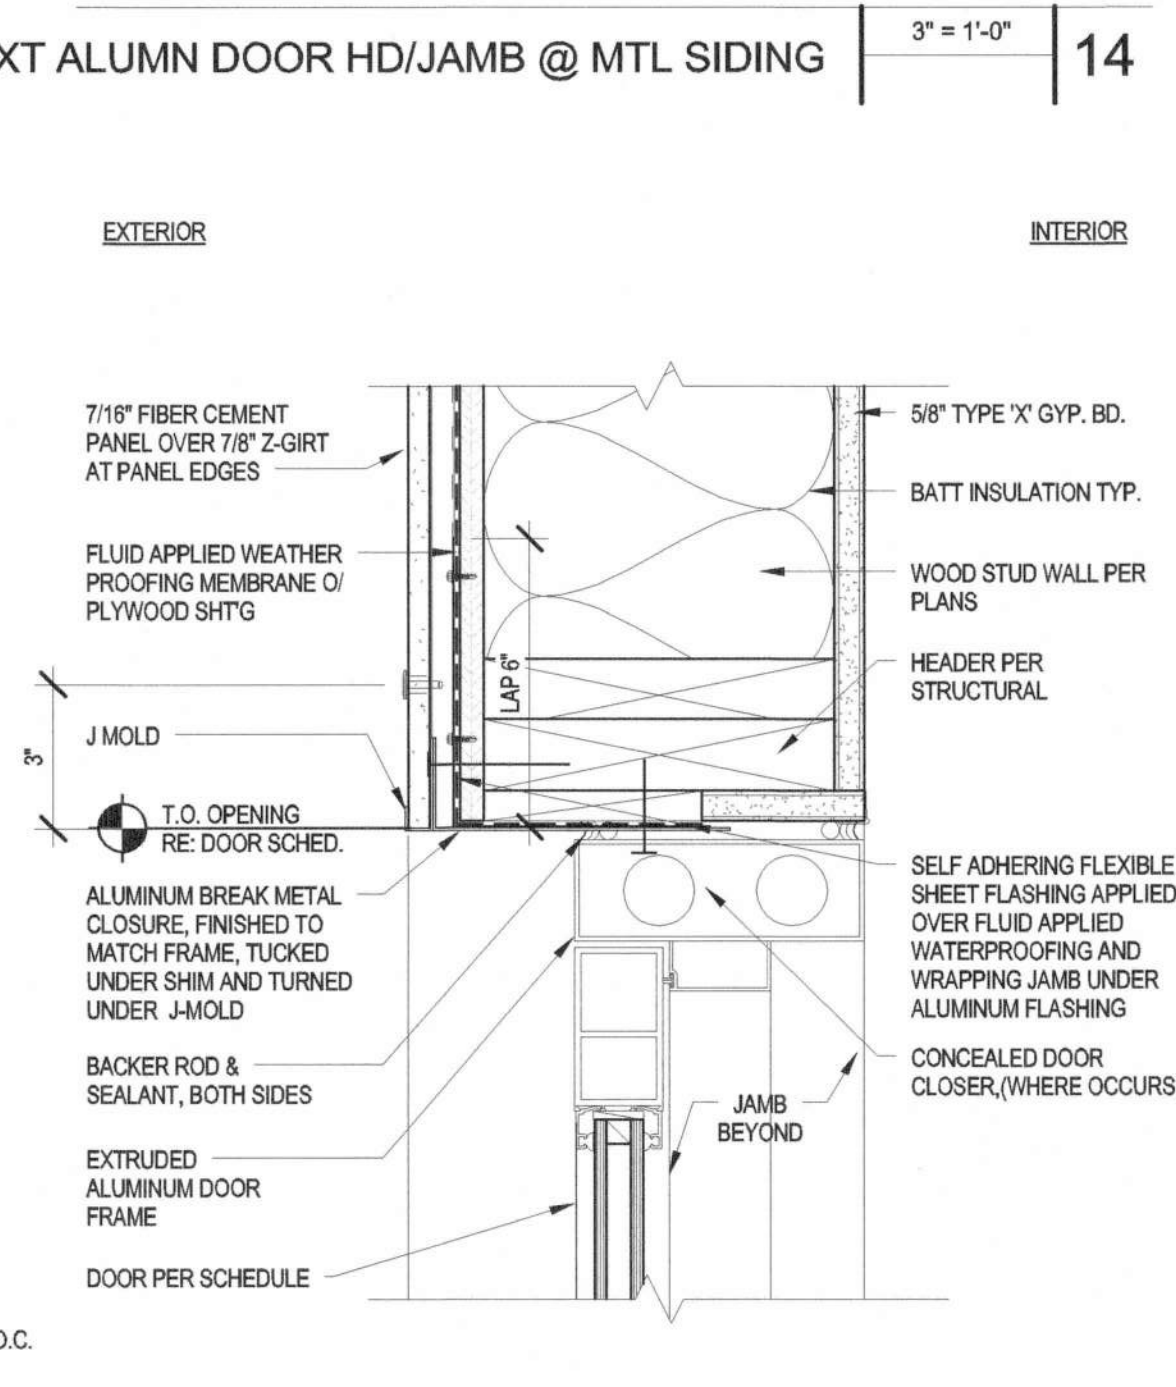 XT ALUMN DOOR HD/JAMB @ MTL SIDING
3" = 1'-0"
14
EXTERIOR
INTERIOR
7/16" FIBER CEMENT
PANEL OVER 7/8" Z-GIRT
AT PANEL EDGES
FLUID APPLIED WEATHER
PROOFING MEMBRANE O/
PLYWOOD SHT'G
LAP 6"
3"
J MOLD
T.O. OPENING
RE: DOOR SCHED.
ALUMINUM BREAK METAL
CLOSURE, FINISHED TO
MATCH FRAME, TUCKED
UNDER SHIM AND TURNED
UNDER J-MOLD
BACKER ROD &
SEALANT, BOTH SIDES
EXTRUDED
ALUMINUM DOOR
FRAME
DOOR PER SCHEDULE
JAMB
BEYOND
5/8" TYPE 'X' GYP. BD.
BATT INSULATION TYP.
WOOD STUD WALL PER
PLANS
HEADER PER
STRUCTURAL
SELF ADHERING FLEXIBLE
SHEET FLASHING APPLIED
OVER FLUID APPLIED
WATERPROOFING AND
WRAPPING JAMB UNDER
ALUMINUM FLASHING
CONCEALED DOOR
CLOSER,(WHERE OCCURS
O.C.